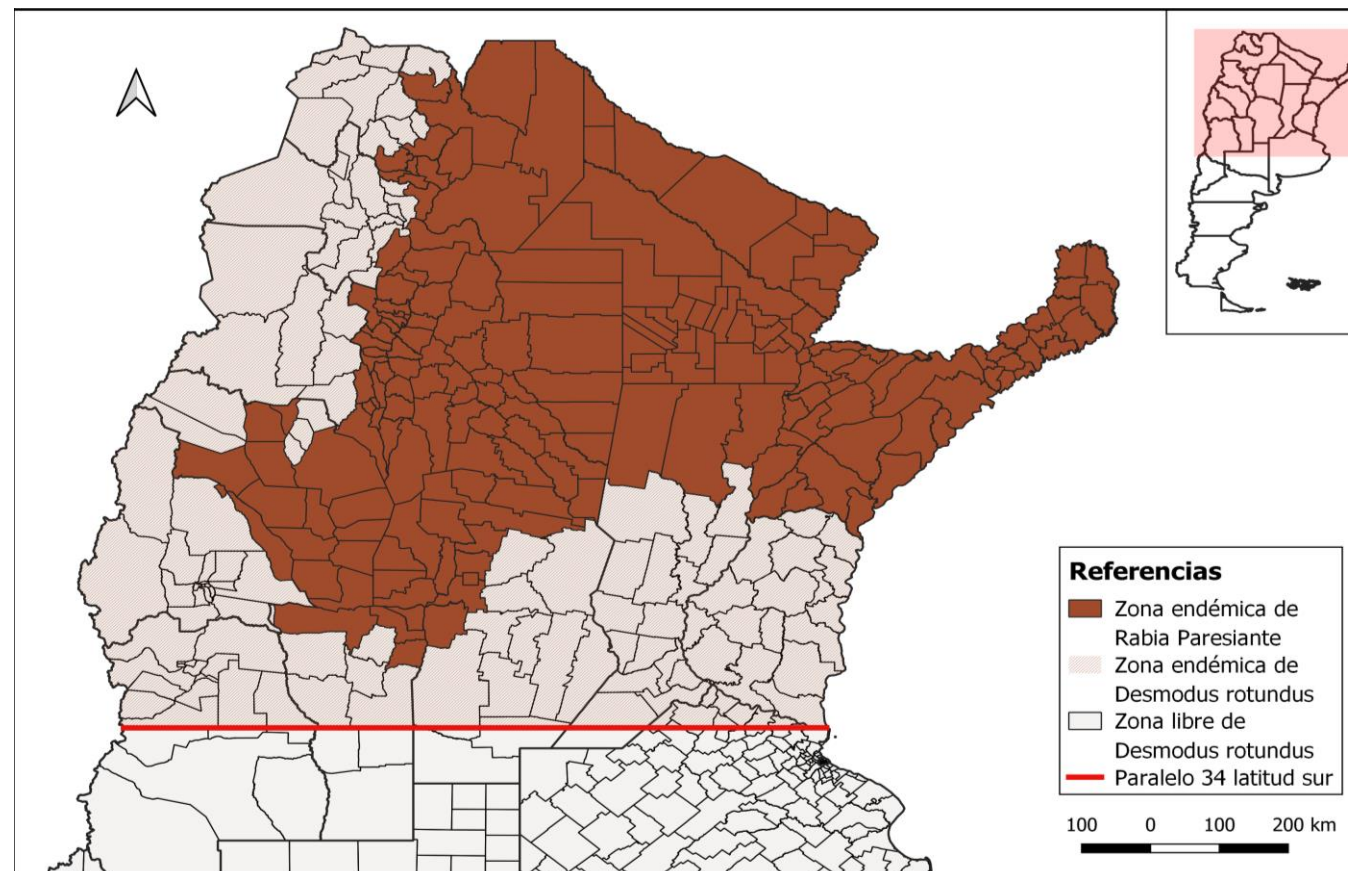 Referencias
Zona endémica de
Rabia Paresiante
Zona endémica de
Desmodus rotundus
Zona libre de
Desmodus rotundus
Paralelo 34 latitud sur
100 0 100 200 km